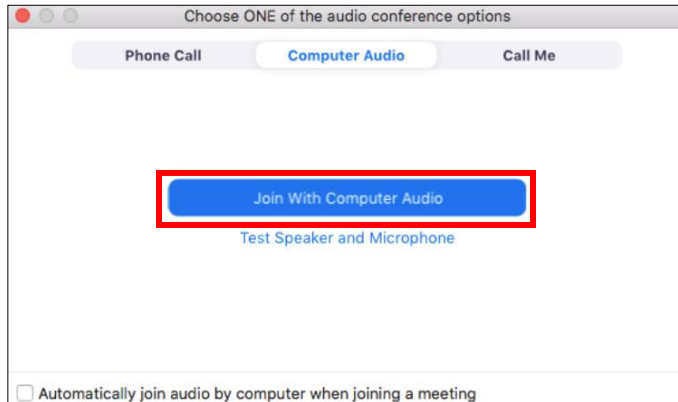 Choose ONE of the audio conference options
Phone Call Computer Audio Call Me
Join With Computer Audio
Test Speaker and Microphone
Automatically join audio by computer when joining a meeting